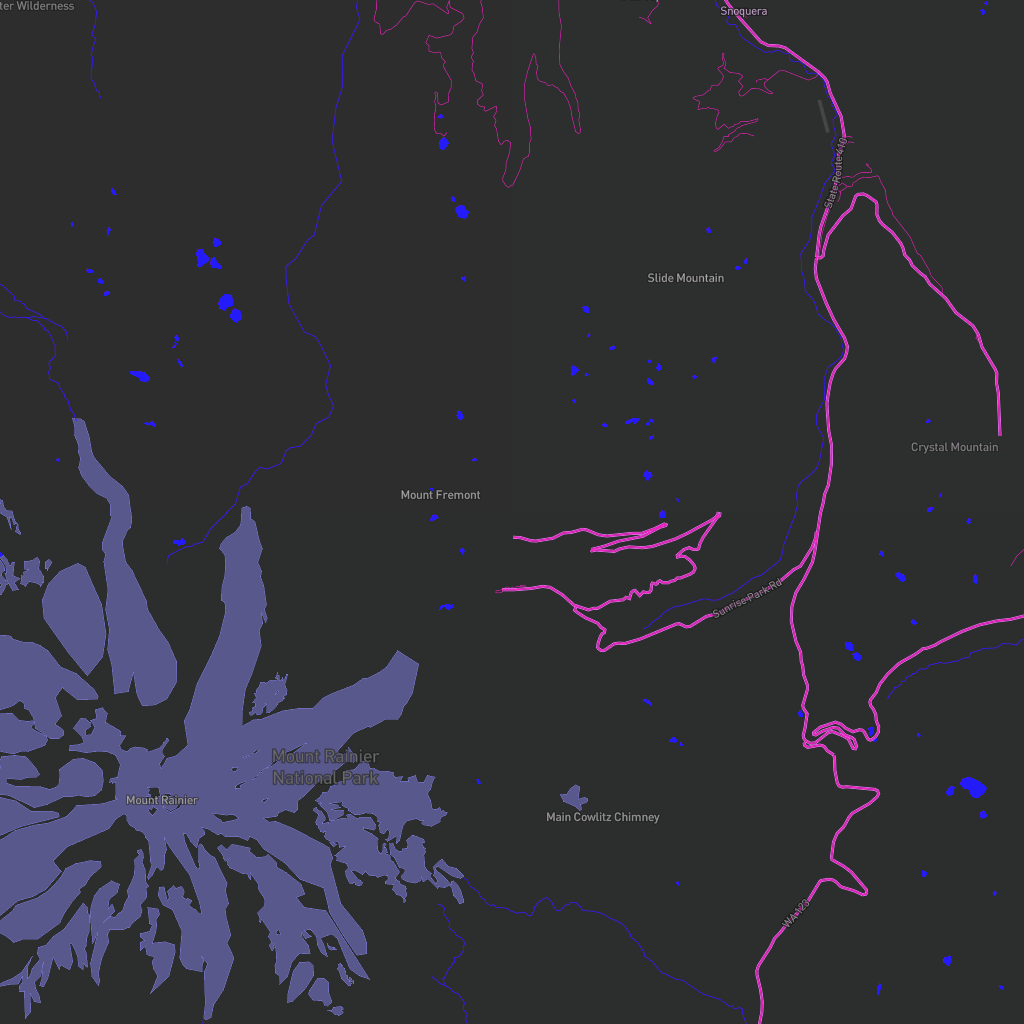 ter Wilderness
Snoquera
State Route 410
Slide Mountain
Crystal Mountain
Mount Fremont
Sunrise Park Rd
Mount Rainier
National Park
Mount Rainier
Main Cowlitz Chimney
WA 123